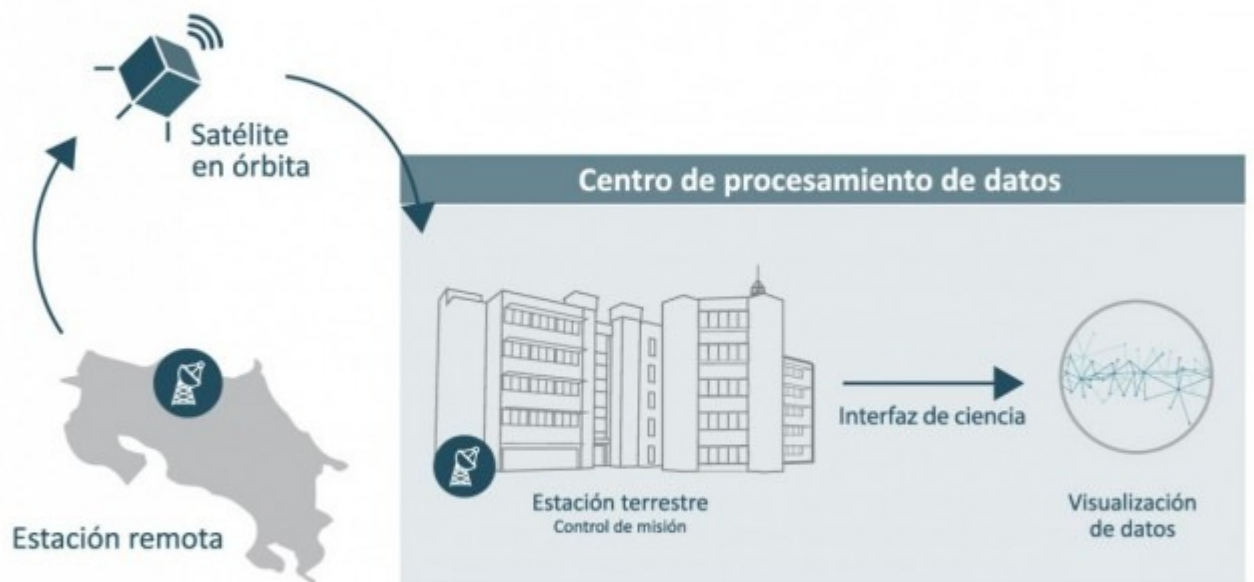 Satélite
en órbita
Centro de procesamiento de datos
Interfaz de ciencia
Estación terrestre
Control de misión
Visualización
de datos
Estación remota